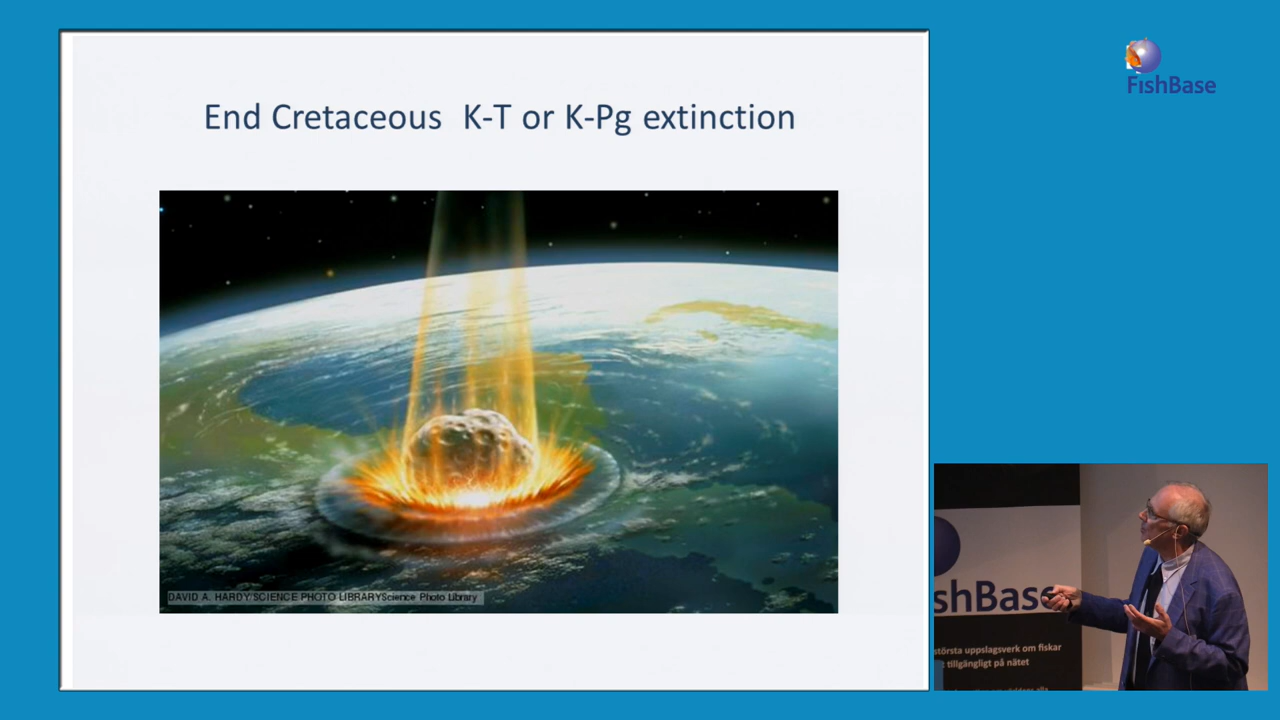 FishBase
End Cretaceous K-T or K-Pg extinction
DAVID A. HARDY/SCIENCE PHOTO LIBRARYScience Photo Library
shBase
största uppslagsverk om fiskar
tillgängligt på nätet